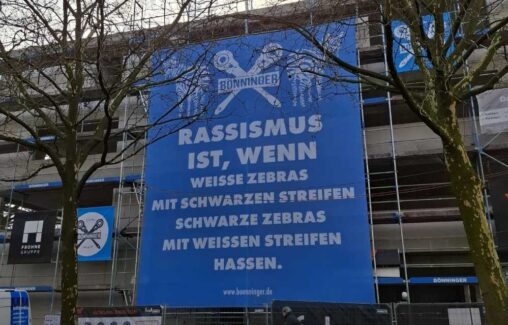 BÖNNINGER
RASSISMUS
IST, WENN
WEISSE ZEBRAS
MIT SCHWARZEN STREIFEN
SCHWARZE ZEBRAS
MIT WEISSEN STREIFEN
HASSEN.
www.boenninger.de
FROHNE
GRUPPE
BÖNNINGER